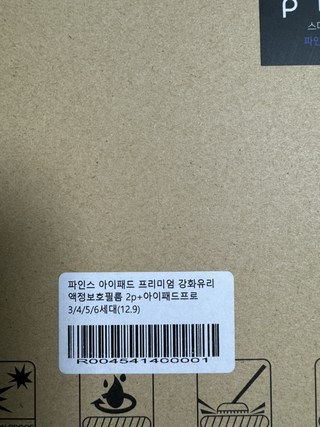 파인스 아이패드 프리미엄 강화유리
액정보호필름 2p+아이패드프르
3/4/5/6세대(12.9)
R004541400001